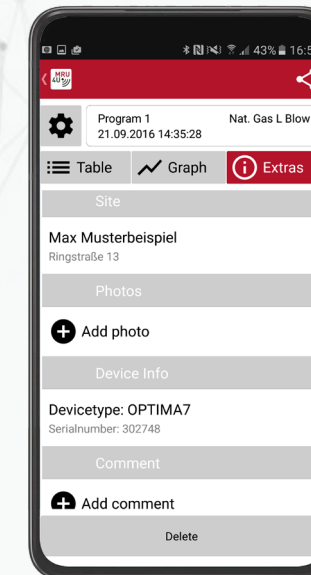 43% 16:5
MRU
4U
Program 1 Nat. Gas L Blow
21.09.2016 14:35:28
Table Graph Extras
Site
Max Musterbeispiel
Ringstraße 13
Photos
Add photo
Device Info
Devicetype: OPTIMA7
Serialnumber: 302748
Comment
Add comment
Delete